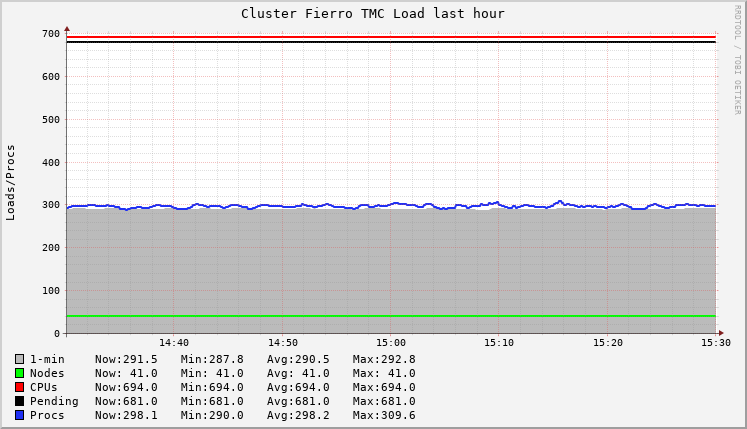 Cluster Fierro TMC Load last hour
RRDTOOL / TOBI OETIKER
Loads/Procs
700
600
500
400
300
200
100
0
14:40 14:50 15:00 15:10 15:20 15:30
1-min Now:291.5 Min:287.8 Avg:290.5 Max:292.8
Nodes Now: 41.0 Min: 41.0 Avg: 41.0 Max: 41.0
CPUs Now:694.0 Min:694.0 Avg:694.0 Max:694.0
Pending Now:681.0 Min:681.0 Avg:681.0 Max:681.0
Procs Now:298.1 Min:290.0 Avg:298.2 Max:309.6